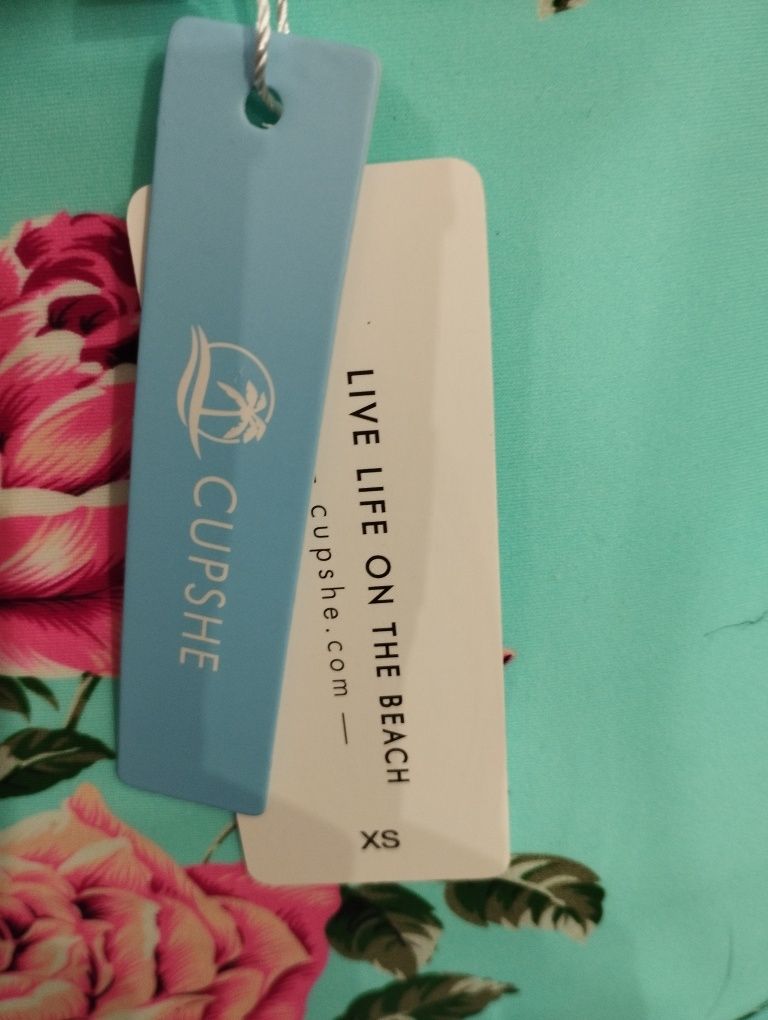 CUPSHE
LIVE LIFE ON THE BEACH
- cupshe.com —
XS